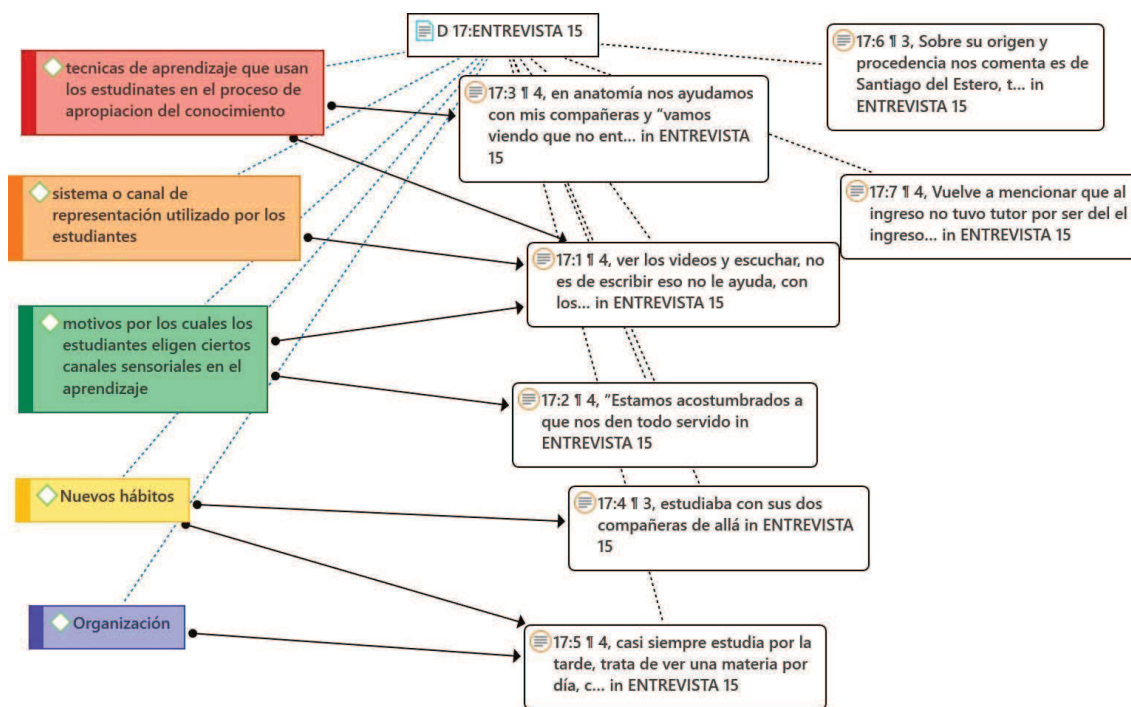 D 17:ENTREVISTA 15
tecnicas de aprendizaje que usan
los estudinates en el proceso de
apropiacion del conocimiento
17:3 ¶ 4, en anatomía nos ayudamos
con mis compañeras y “vamos
viendo que no ent... in ENTREVISTA
15
17:6 ¶ 3, Sobre su origen y
procedencia nos comenta es de
Santiago del Estero, t... in
ENTREVISTA 15
sistema o canal de
representación utilizado por los
estudiantes
17:7 ¶ 4, Vuelve a mencionar que al
ingreso no tuvo tutor por ser del el
ingreso... in ENTREVISTA 15
17:1 ¶ 4, ver los videos y escuchar, no
es de escribir eso no le ayuda, con
los... in ENTREVISTA 15
motivos por los cuales los
estudiantes eligen ciertos
canales sensoriales en el
aprendizaje
17:2 ¶ 4, “Estamos acostumbrados a
que nos den todo servido in
ENTREVISTA 15
Nuevos hábitos
17:4 ¶ 3, estudiaba con sus dos
compañeras de allá in ENTREVISTA
15
Organización
17:5 ¶ 4, casi siempre estudia por la
tarde, trata de ver una materia por
día, c... in ENTREVISTA 15